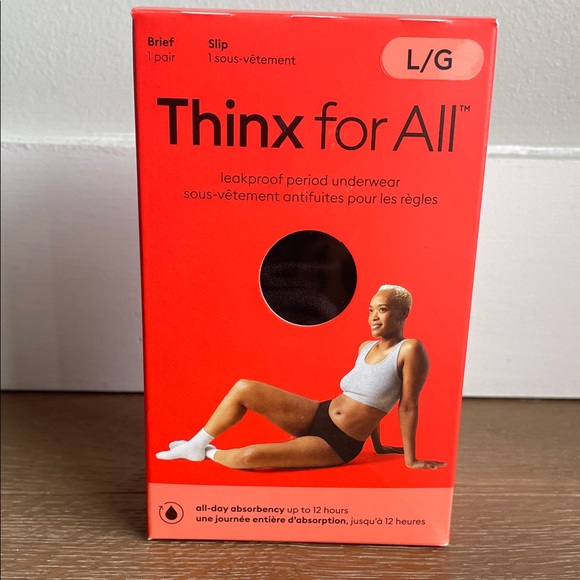 Brief
1 pair
Slip
1 sous-vêtement
L/G
Thinx for All™
leakproof period underwear
sous-vêtement antifuites pour les règles
all-day absorbency up to 12 hours
une journée entière d'absorption, jusqu'à 12 heures